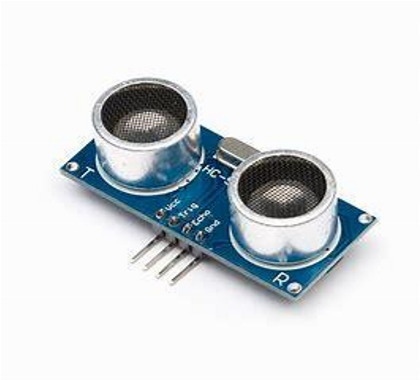 T
HC-S
Vcc
Trig
Echo
Gnd
R